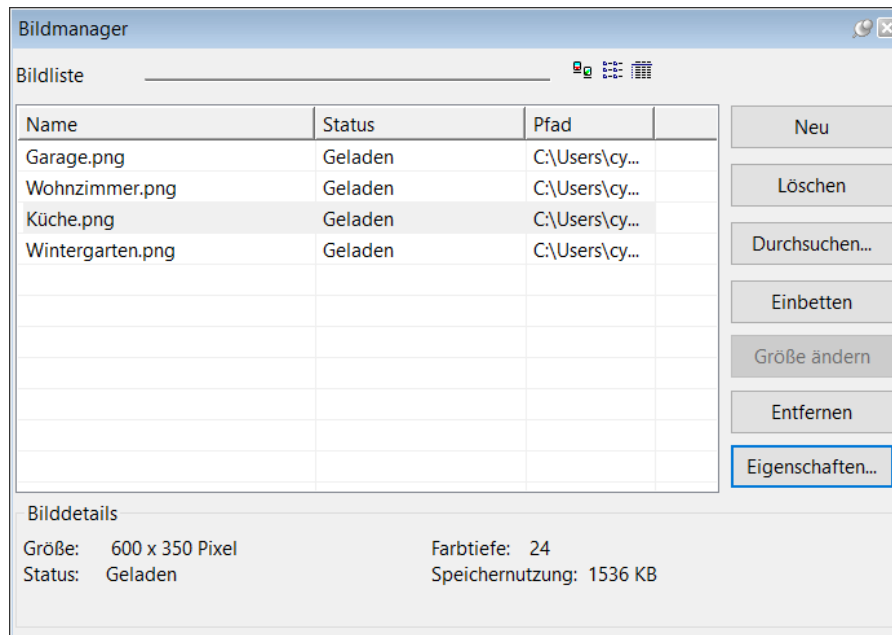 Bildmanager
Bildliste
Name Status Pfad
Garage.png Geladen C:\Users\cy...
Wohnzimmer.png Geladen C:\Users\cy...
Küche.png Geladen C:\Users\cy...
Wintergarten.png Geladen C:\Users\cy...
Neu
Löschen
Durchsuchen...
Einbetten
Größe ändern
Entfernen
Eigenschaften...
Bilddetails
Größe: 600 x 350 Pixel Farbtiefe: 24
Status: Geladen Speichernutzung: 1536 KB